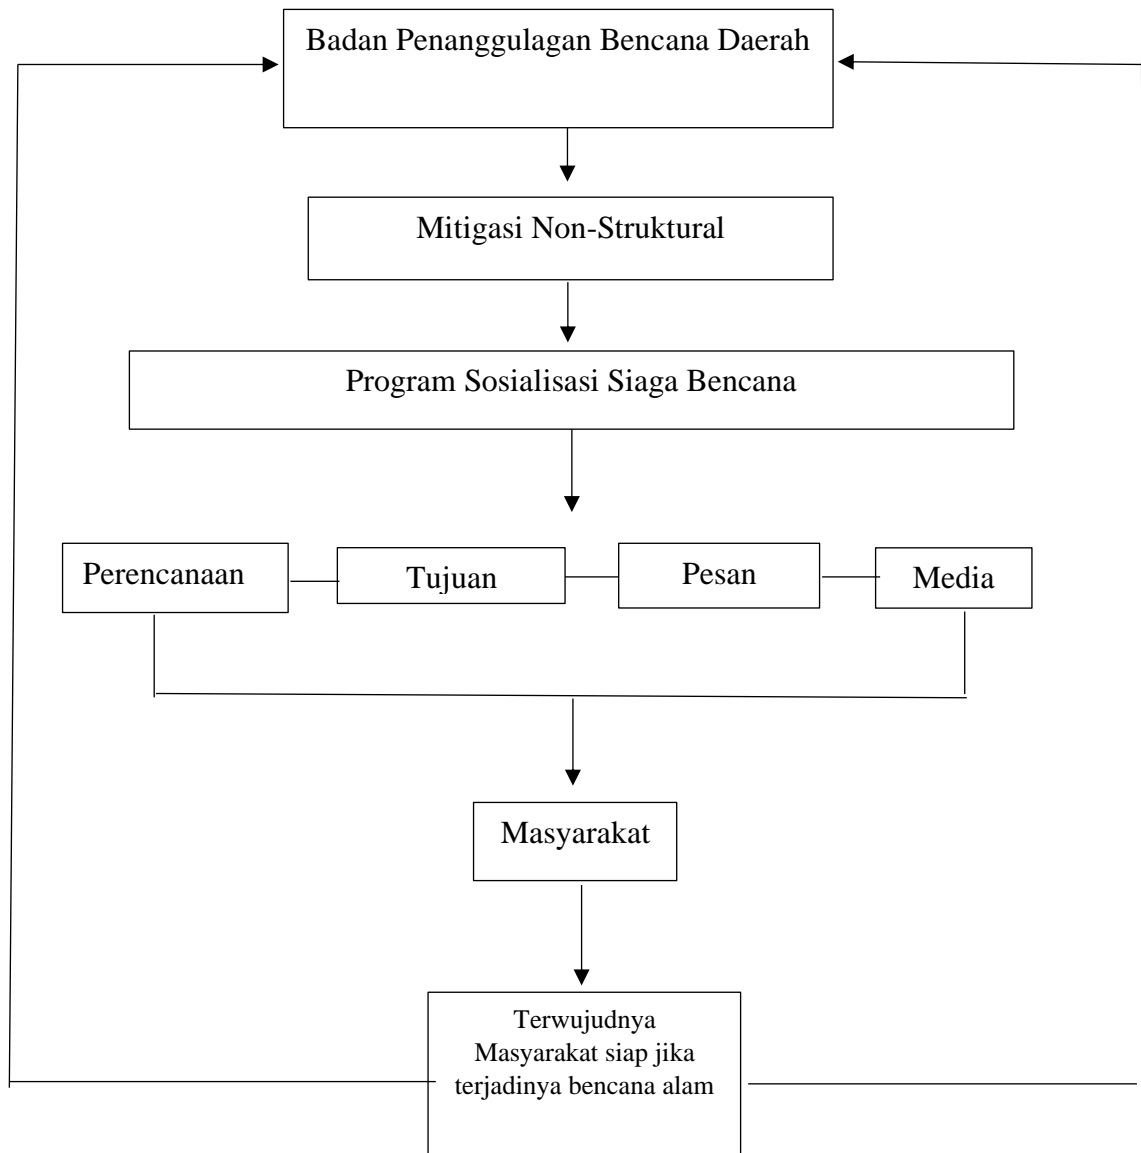 Badan Penanggulagan Bencana Daerah
Mitigasi Non-Struktural
Program Sosialisasi Siaga Bencana
Perencanaan
Tujuan
Pesan
Media
Masyarakat
Terwujudnya
Masyarakat siap jika
terjadinya bencana alam